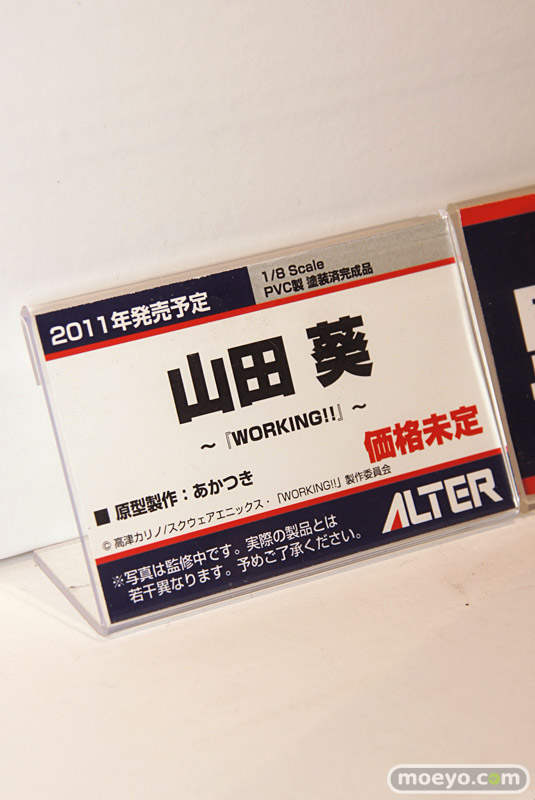 2011年発売予定
1/8 Scale
PVC製 塗装済完成品
山田 葵
～『WORKING!!』～
価格未定
■ 原型製作：あかつき
© 高津カリノ/スクウェアエニックス・「WORKING!!」製作委員会
ALTER
※写真は監修中です。実際の製品とは
若干異なります。予めご了承ください。
moeyo.com